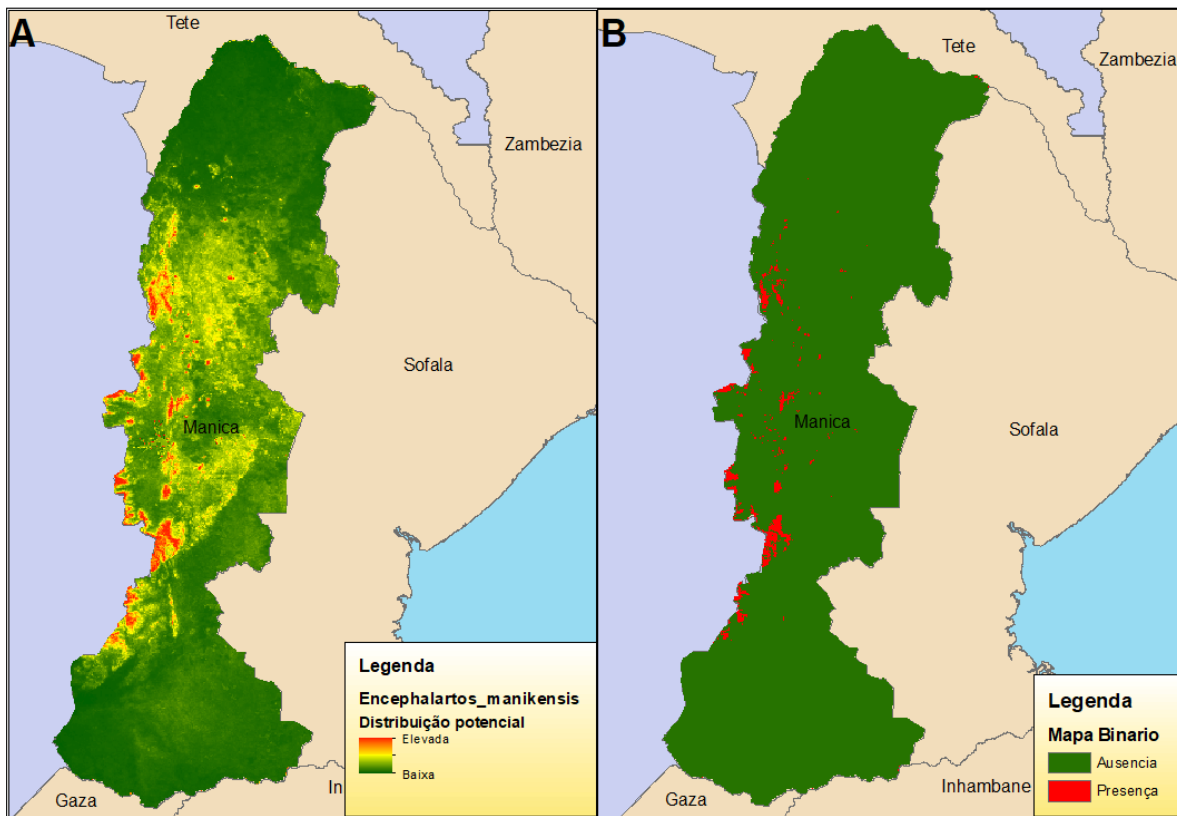 A
Tete
Zambezia
Sofala
Manica
Legenda
Encephalartos_manikensis
Distribuição potencial
Elevada
Baixa
Gaza
In
B
Tete
Zambezia
Sofala
Manica
Legenda
Mapa Binario
Ausencia
Presença
Gaza
Inhambane